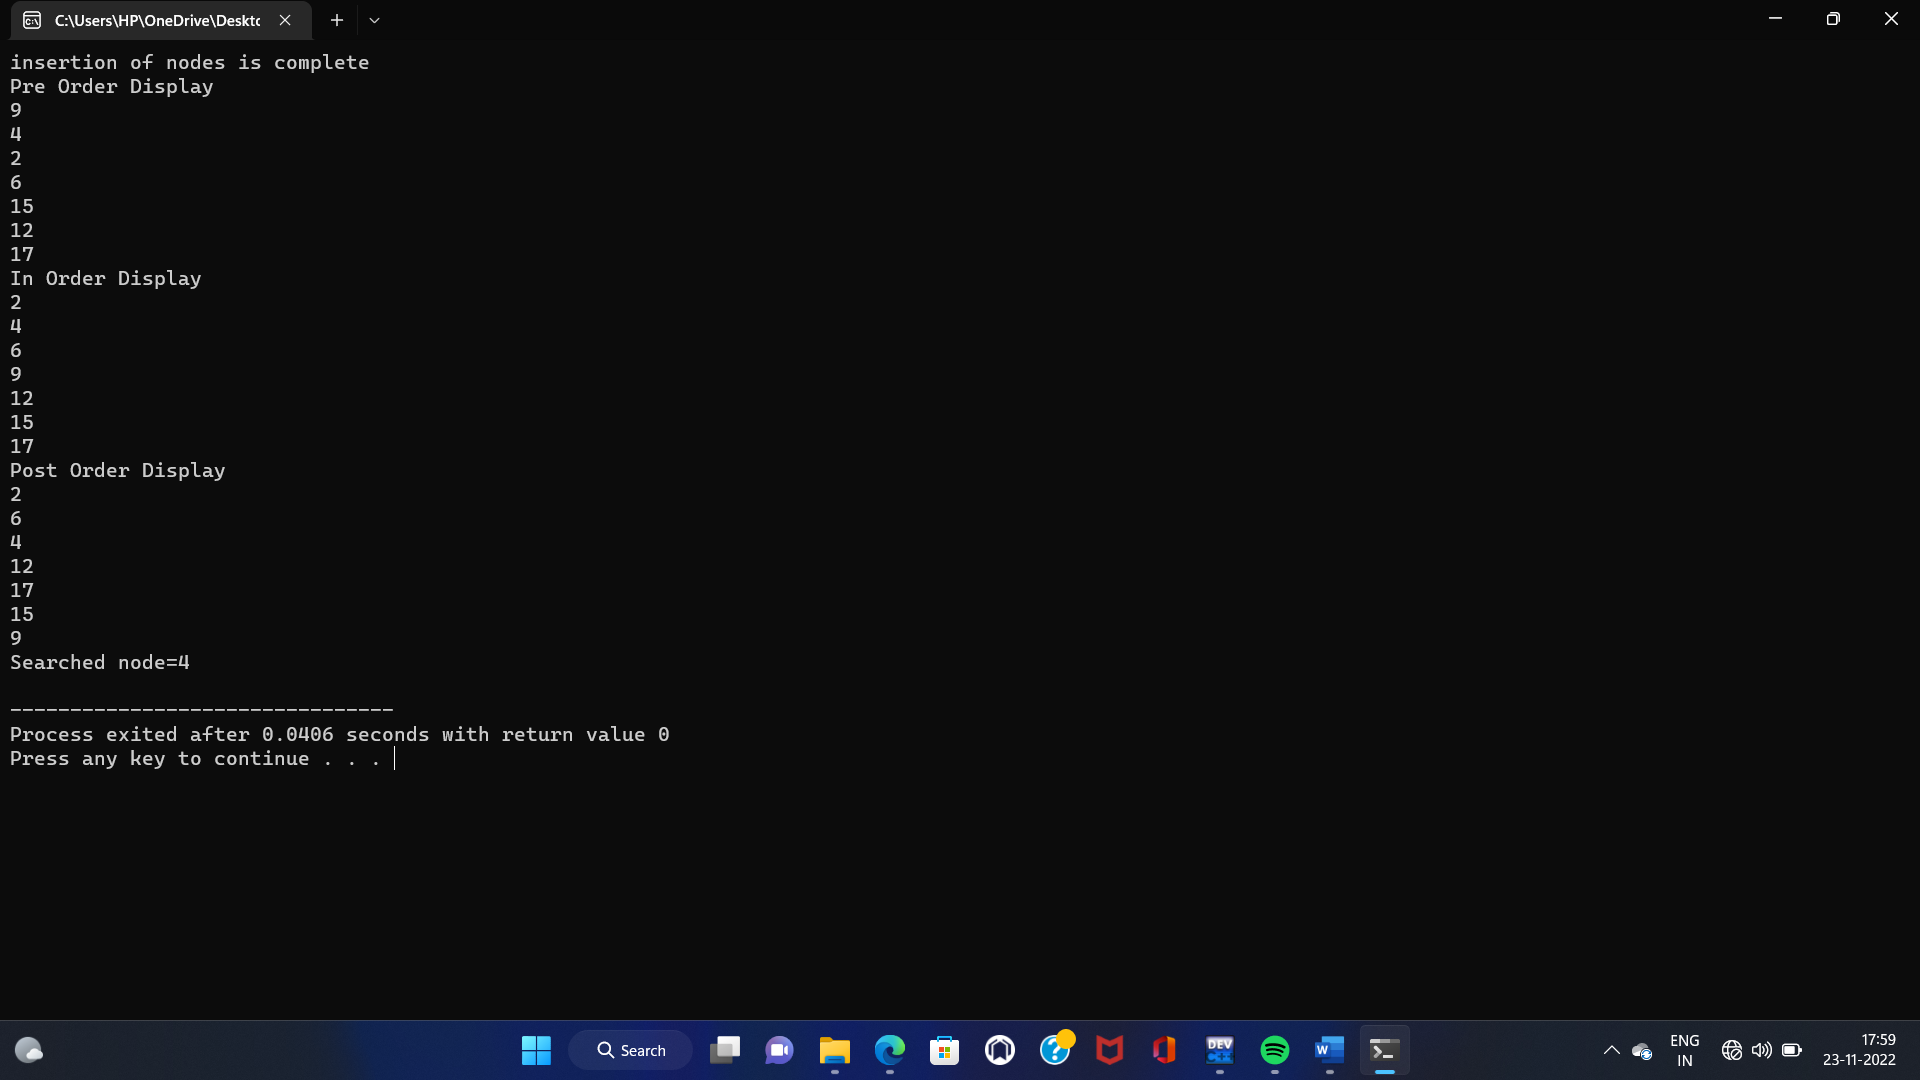 C:\Users\HP\OneDrive\Deskto
insertion of nodes is complete
Pre Order Display
9
4
2
6
15
12
17
In Order Display
2
4
6
9
12
15
17
Post Order Display
2
6
4
12
17
15
9
Searched node=4
--------------------------------
Process exited after 0.0406 seconds with return value 0
Press any key to continue . . .
Search
DEV
C++
W
ENG
IN
17:59
23-11-2022